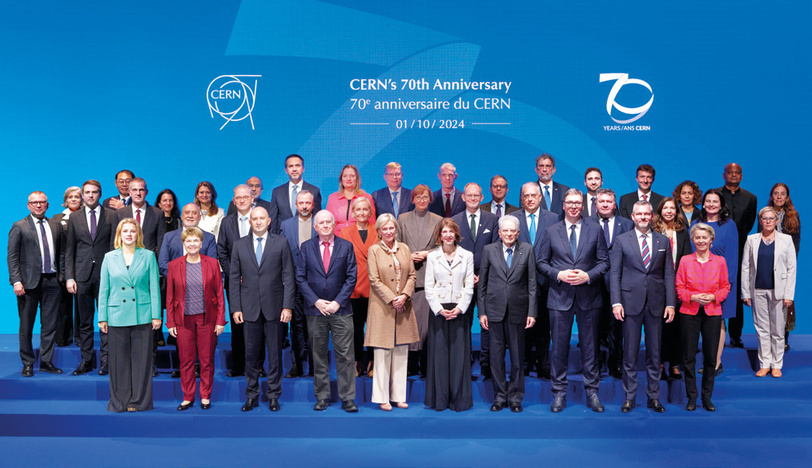 CERN
CERN's 70th Anniversary
70e anniversaire du CERN
01/10/2024
70
YEARS/ANS CERN